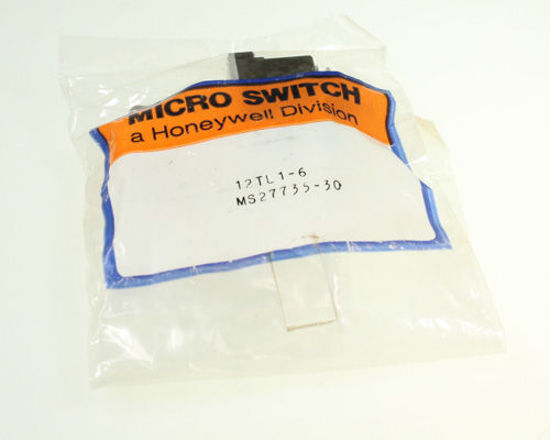 MICRO SWITCH
a Honeywell Division
12TL1-6
MS27735-30